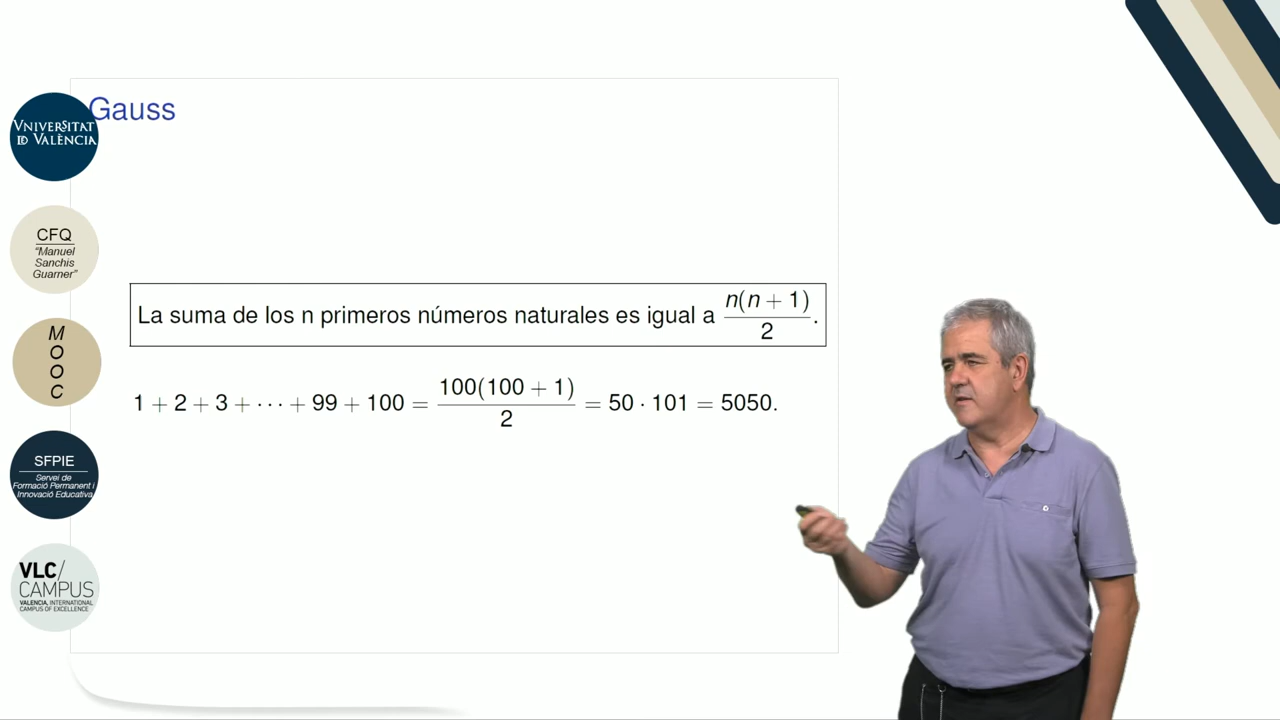 Gauss
VNIVERSITAT
ID VALÈNCIA
CFQ
"Manuel
Sanchis
Guarner"
M
O
O
C
SFPIE
Servei de
Formació Permanent i
Innovació Educativa
VLC/
CAMPUS
VALENCIA, INTERNATIONAL
CAMPUS OF EXCELLENCE
La suma de los n primeros números naturales es igual a n(n + 1)/2.
1 + 2 + 3 + ⋯ + 99 + 100 = 100(100 + 1)/2 = 50 · 101 = 5050.